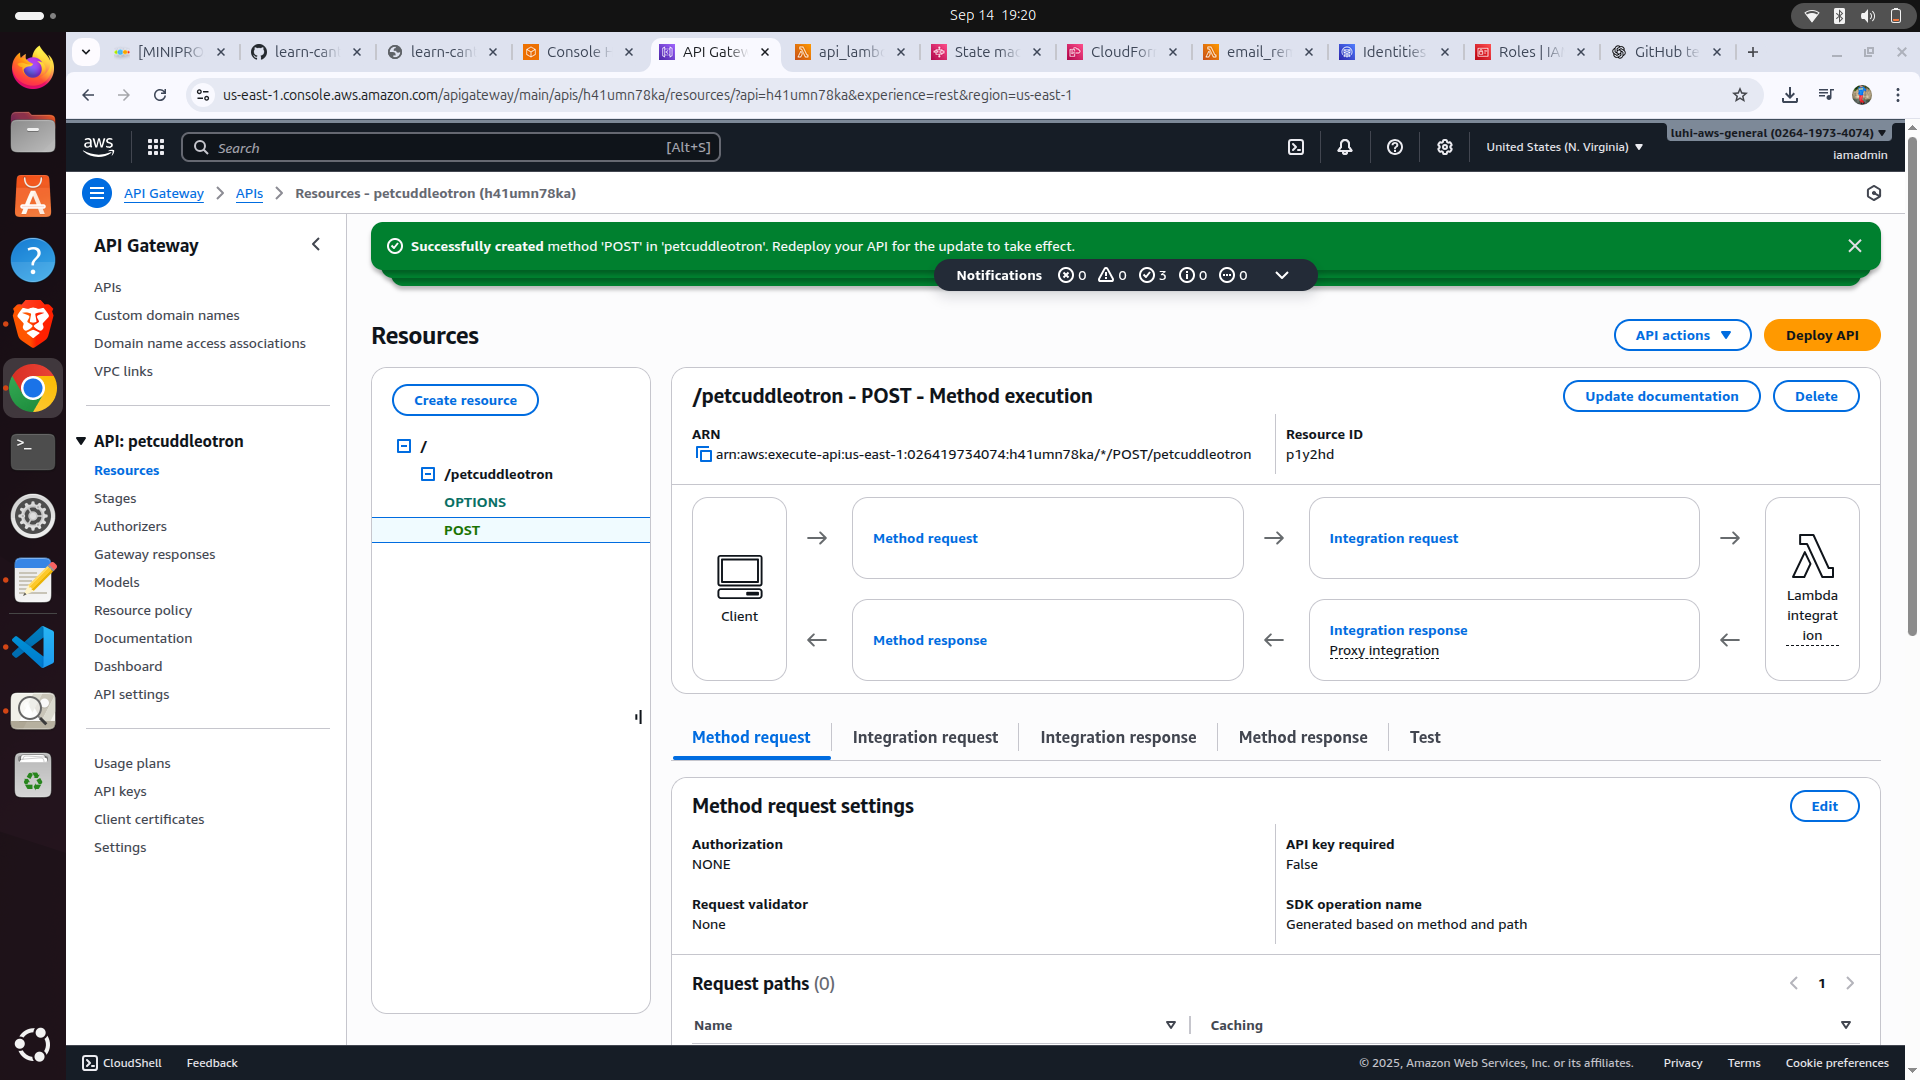 Sep 14 19:20
[MINIPRO
learn-can
learn-can
Console H
API Gatew
api_lamb
State mac
CloudFor
email_rem
Identities
Roles | IA
GitHub te
us-east-1.console.aws.amazon.com/apigateway/main/apis/h41umn78ka/resources/?api=h41umn78ka&experience=rest&region=us-east-1
aws
Search
[Alt+S]
United States (N. Virginia)
luhi-aws-general (0264-1973-4074)
iamadmin
API Gateway
APIs
Resources - petcuddleotron (h41umn78ka)
API Gateway
APIs
Custom domain names
Domain name access associations
VPC links
API: petcuddleotron
Resources
Stages
Authorizers
Gateway responses
Models
Resource policy
Documentation
Dashboard
API settings
Usage plans
API keys
Client certificates
Settings
Successfully created method 'POST' in 'petcuddleotron'. Redeploy your API for the update to take effect.
Notifications 0 0 3 0 0
Resources
API actions
Deploy API
Create resource
/
/petcuddleotron
OPTIONS
POST
/petcuddleotron - POST - Method execution
Update documentation
Delete
ARN
arn:aws:execute-api:us-east-1:026419734074:h41umn78ka/*/POST/petcuddleotron
Resource ID
p1y2hd
Client
Method request
Integration request
Method response
Integration response
Proxy integration
Lambda
integrat
ion
Method request
Integration request
Integration response
Method response
Test
Method request settings
Edit
Authorization
NONE
API key required
False
Request validator
None
SDK operation name
Generated based on method and path
Request paths (0)
1
Name
Caching
CloudShell
Feedback
© 2025, Amazon Web Services, Inc. or its affiliates.
Privacy
Terms
Cookie preferences